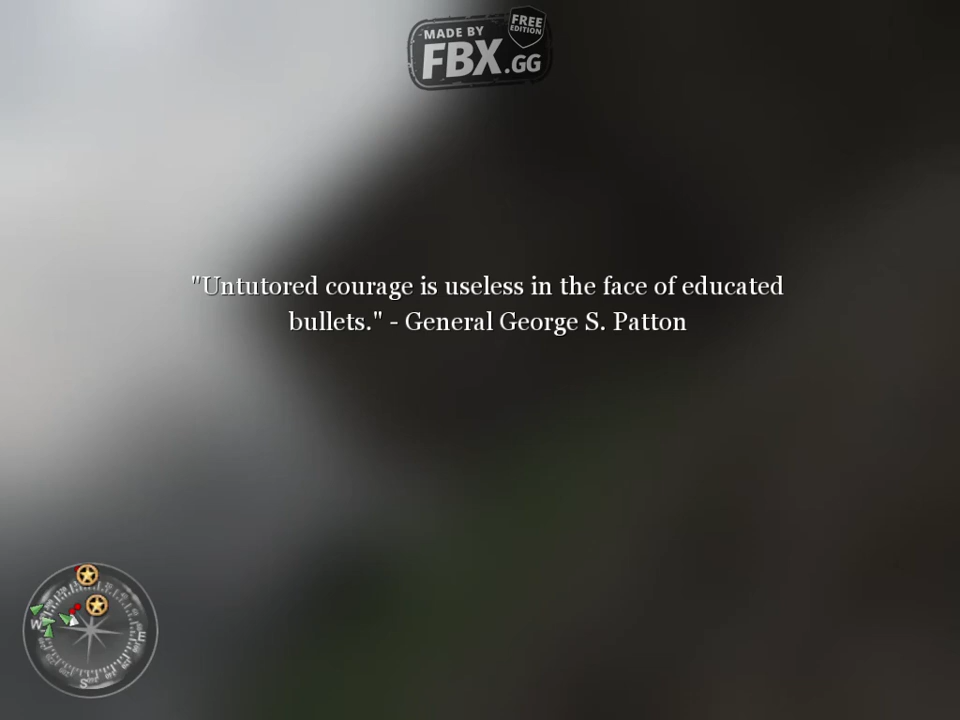 MADE BY
FREE
EDITION
FBX.GG
"Untutored courage is useless in the face of educated
bullets." - General George S. Patton
W
E
S